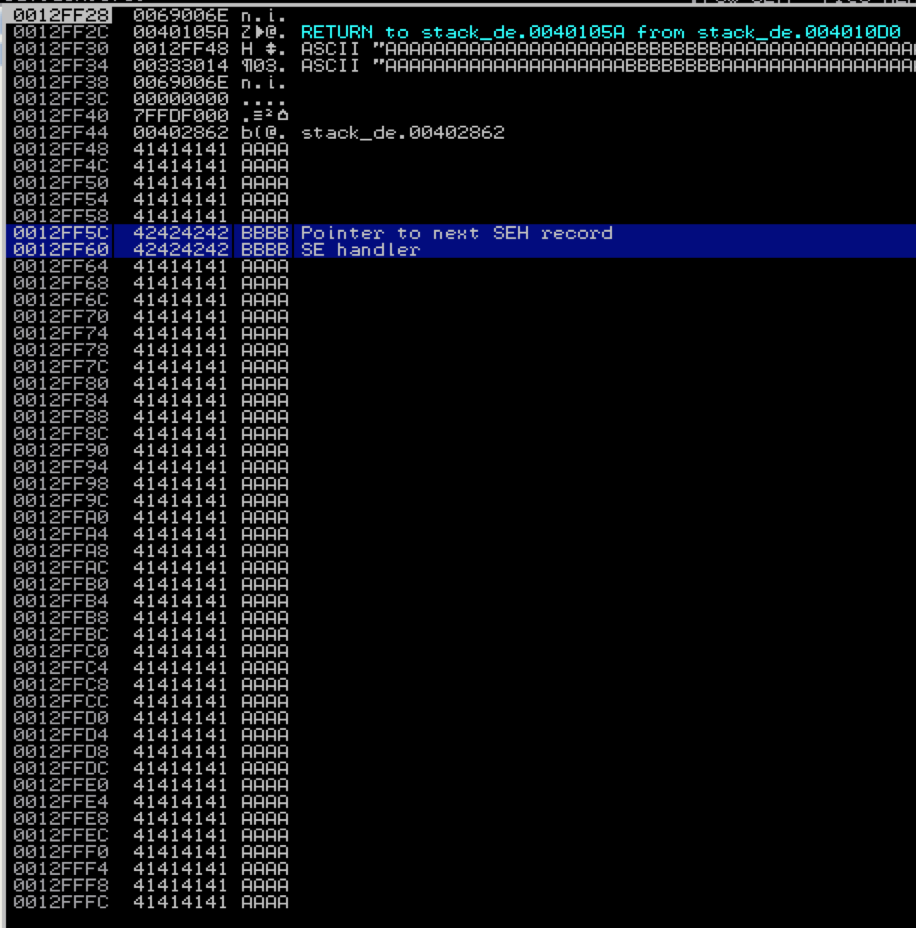 0012FF28 0069006E n.i.
0012FF2C 0040105A Z►@. RETURN to stack_de.0040105A from stack_de.004010D0
0012FF30 0012FF48 H ‡. ASCII "AAAAAAAAAAAAAAAAAAAABBBBBBBBAAAAAAAAAAAAAAAA
0012FF34 00333014 ¶03. ASCII "AAAAAAAAAAAAAAAAAAAABBBBBBBBAAAAAAAAAAAAAAAA
0012FF38 0069006E n.i.
0012FF3C 00000000 ....
0012FF40 7FFDF000 .≡²⌂
0012FF44 00402862 b(@. stack_de.00402862
0012FF48 41414141 AAAA
0012FF4C 41414141 AAAA
0012FF50 41414141 AAAA
0012FF54 41414141 AAAA
0012FF58 41414141 AAAA
0012FF5C 42424242 BBBB Pointer to next SEH record
0012FF60 42424242 BBBB SE handler
0012FF64 41414141 AAAA
0012FF68 41414141 AAAA
0012FF6C 41414141 AAAA
0012FF70 41414141 AAAA
0012FF74 41414141 AAAA
0012FF78 41414141 AAAA
0012FF7C 41414141 AAAA
0012FF80 41414141 AAAA
0012FF84 41414141 AAAA
0012FF88 41414141 AAAA
0012FF8C 41414141 AAAA
0012FF90 41414141 AAAA
0012FF94 41414141 AAAA
0012FF98 41414141 AAAA
0012FF9C 41414141 AAAA
0012FFA0 41414141 AAAA
0012FFA4 41414141 AAAA
0012FFA8 41414141 AAAA
0012FFAC 41414141 AAAA
0012FFB0 41414141 AAAA
0012FFB4 41414141 AAAA
0012FFB8 41414141 AAAA
0012FFBC 41414141 AAAA
0012FFC0 41414141 AAAA
0012FFC4 41414141 AAAA
0012FFC8 41414141 AAAA
0012FFCC 41414141 AAAA
0012FFD0 41414141 AAAA
0012FFD4 41414141 AAAA
0012FFD8 41414141 AAAA
0012FFDC 41414141 AAAA
0012FFE0 41414141 AAAA
0012FFE4 41414141 AAAA
0012FFE8 41414141 AAAA
0012FFEC 41414141 AAAA
0012FFF0 41414141 AAAA
0012FFF4 41414141 AAAA
0012FFF8 41414141 AAAA
0012FFFC 41414141 AAAA